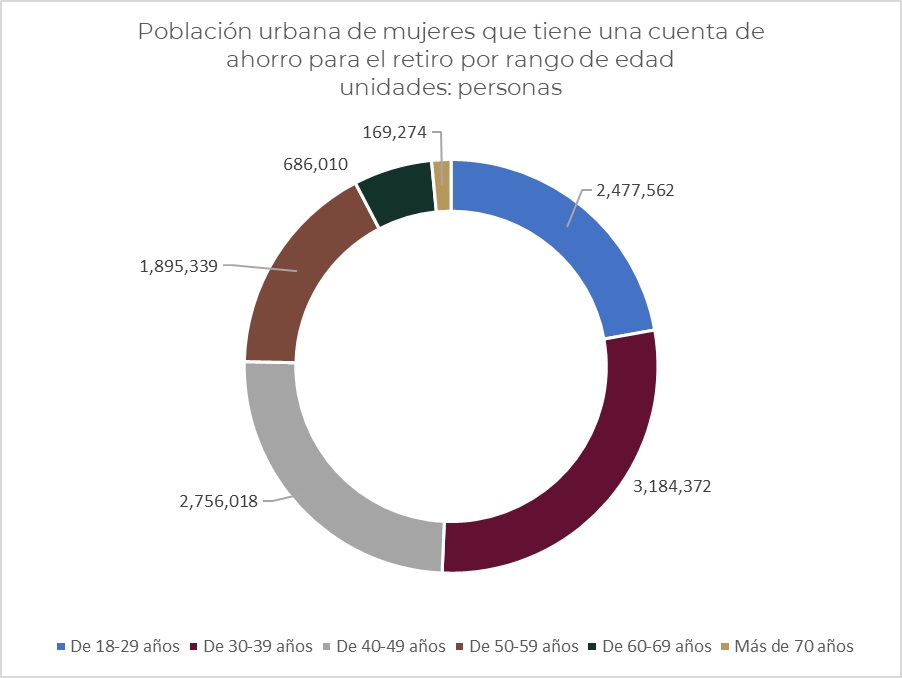 Población urbana de mujeres que tiene una cuenta de
ahorro para el retiro por rango de edad
unidades: personas
169,274
686,010
2,477,562
1,895,339
3,184,372
2,756,018
De 18-29 años De 30-39 años De 40-49 años De 50-59 años De 60-69 años Más de 70 años